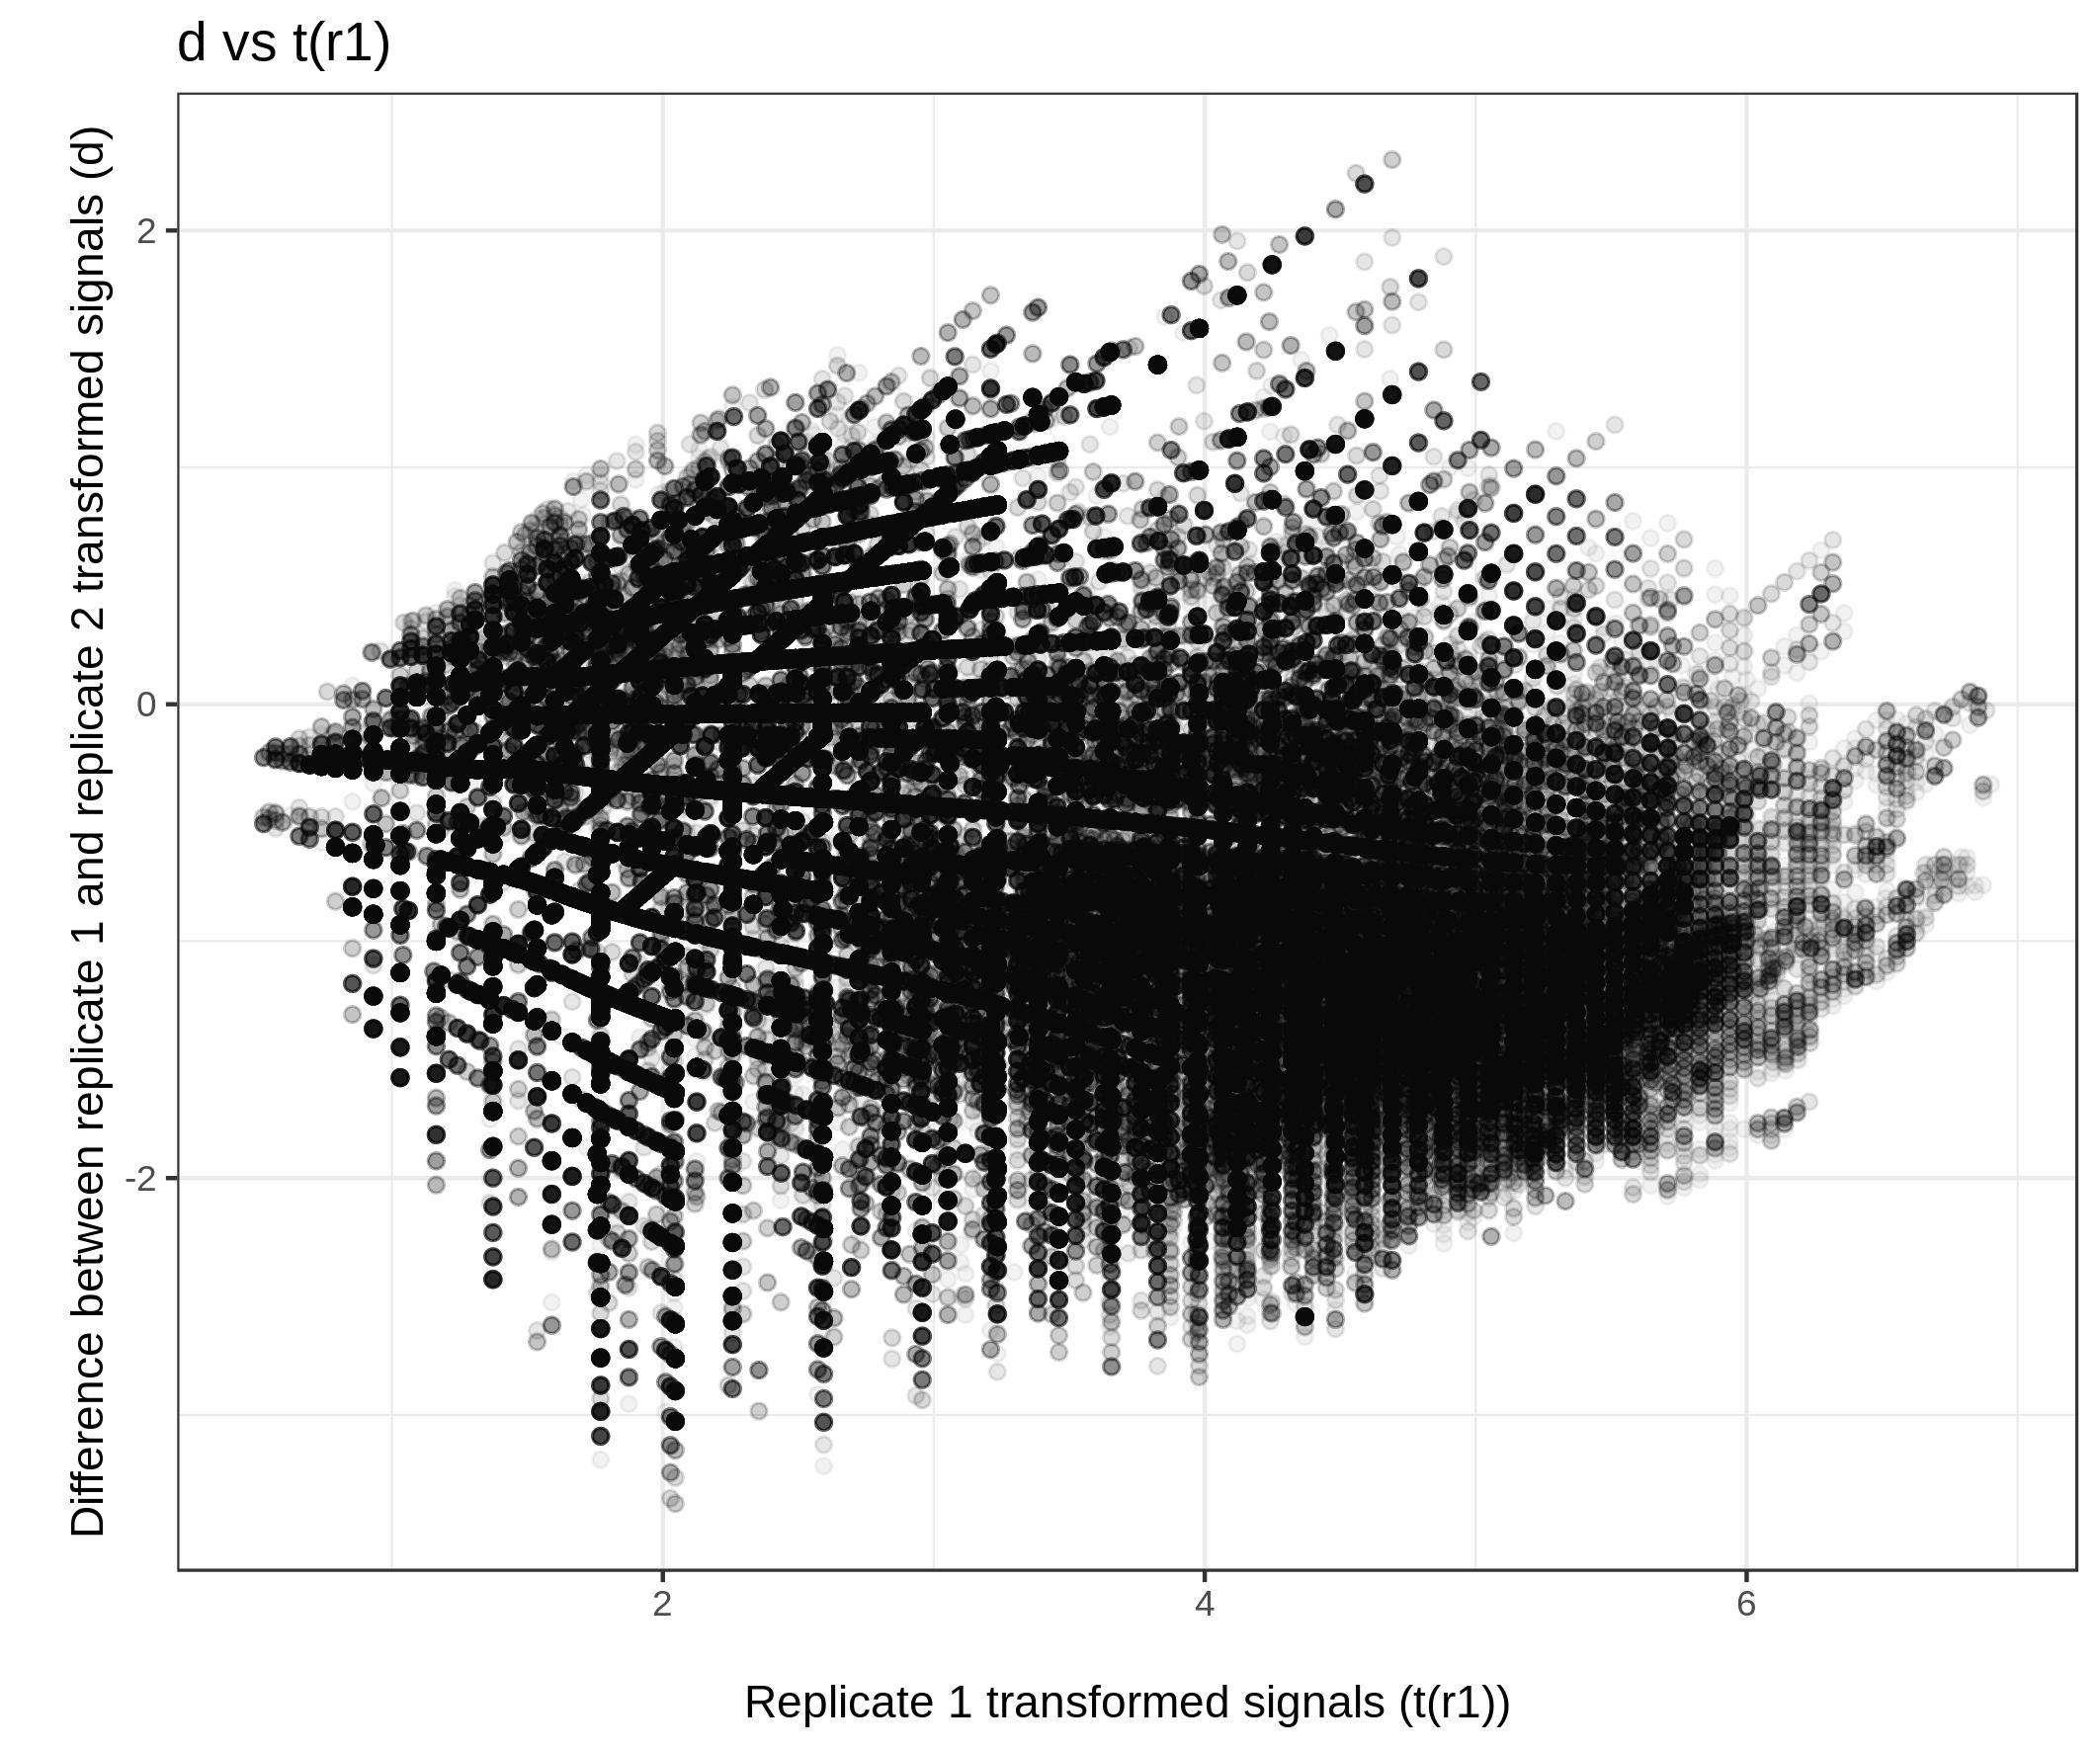 d vs t(r1)
Difference between replicate 1 and replicate 2 transformed signals (d)
2
0
-2
2
4
6
Replicate 1 transformed signals (t(r1))